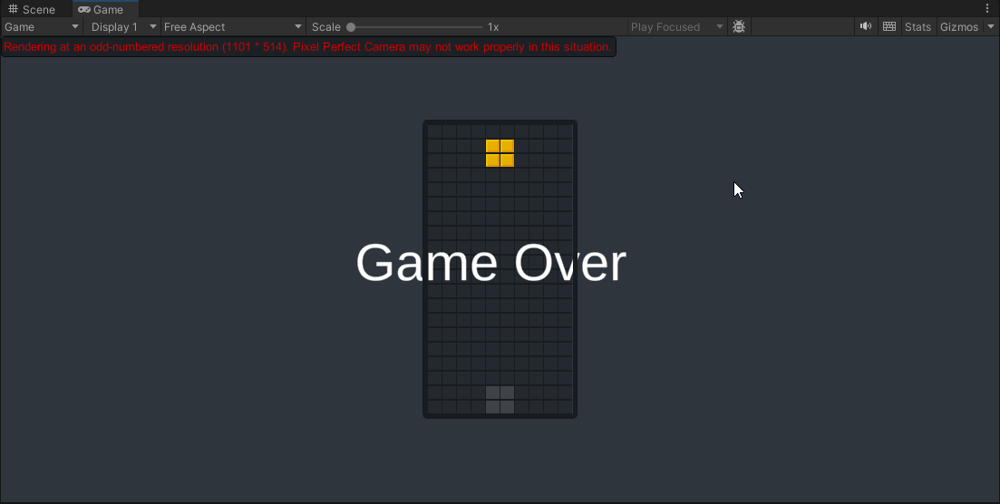 Scene Game
Game Display 1 Free Aspect Scale 1x Play Focused Stats Gizmos
Rendering at an odd-numbered resolution (1101 * 514). Pixel Perfect Camera may not work properly in this situation.
Game Over